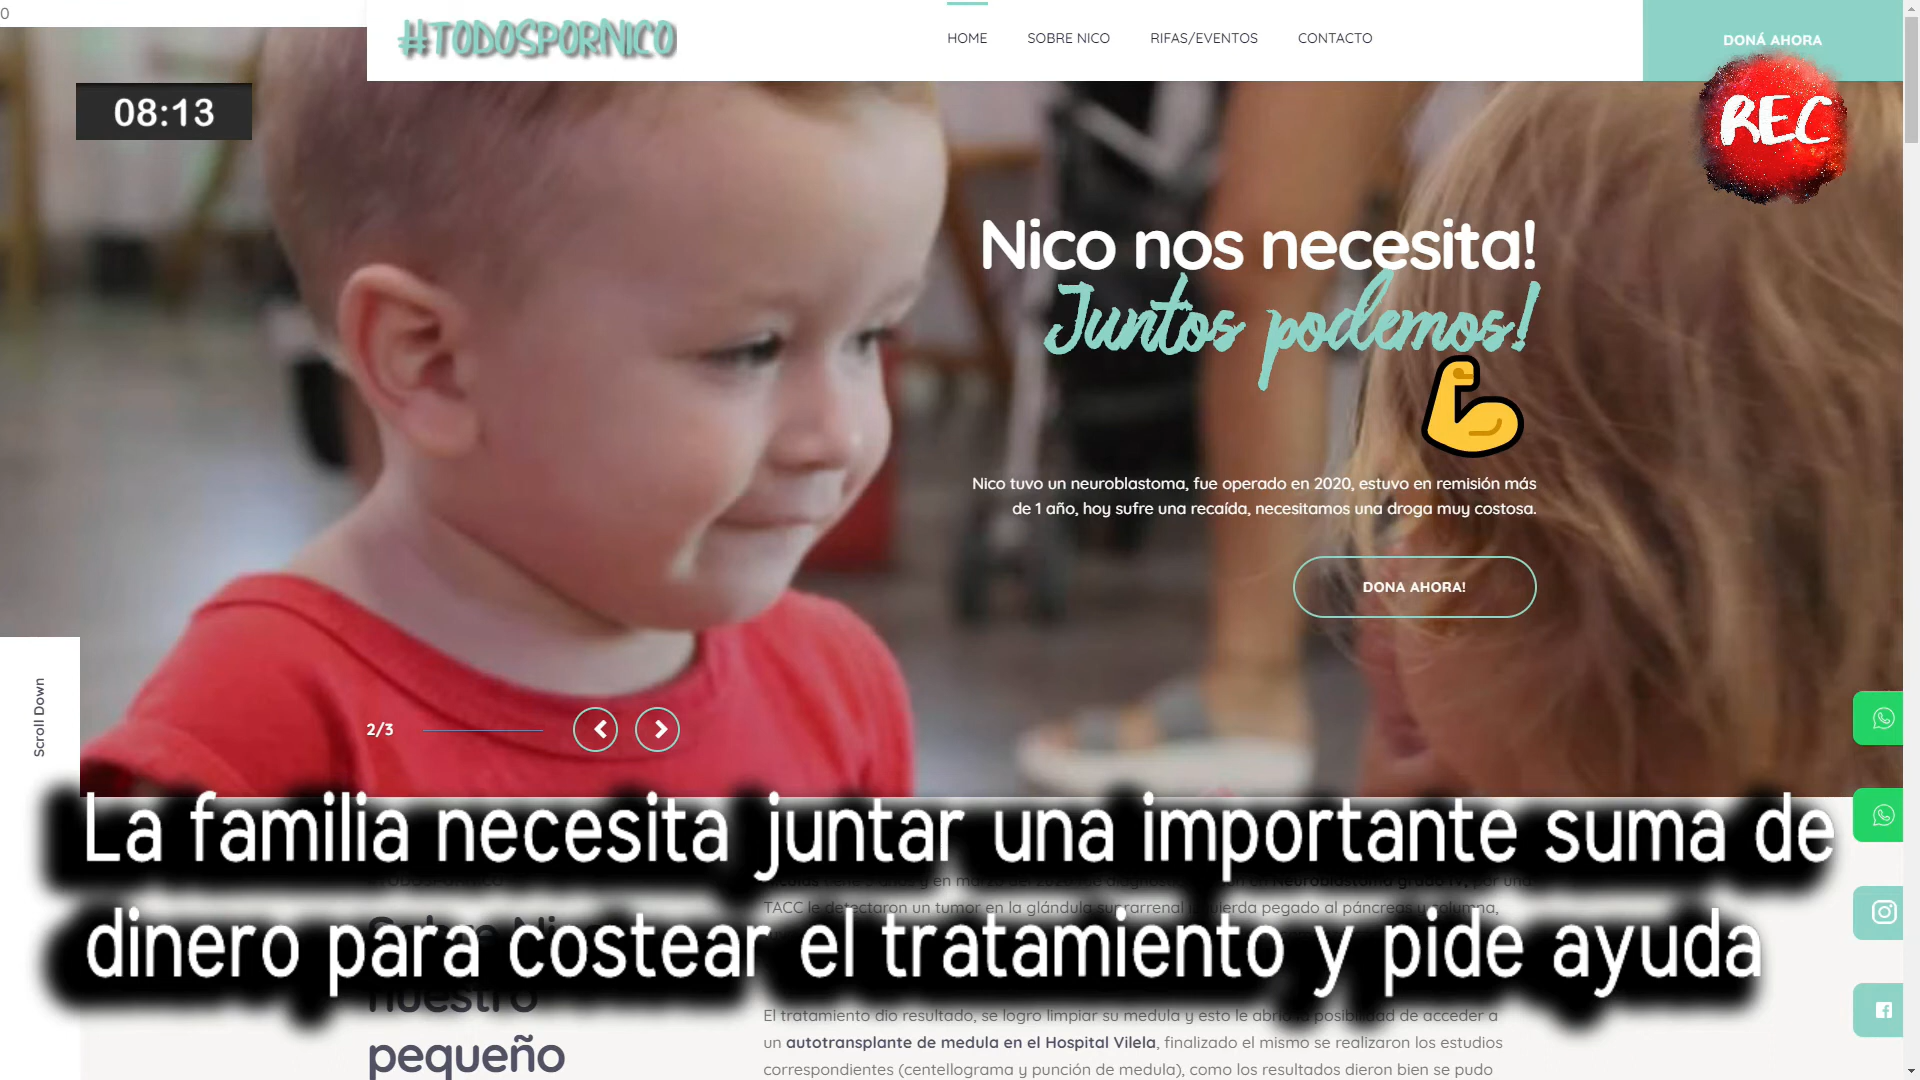 0
#TODOSPORNICO
HOME
SOBRE NICO
RIFAS/EVENTOS
CONTACTO
DONÁ AHORA
08:13
REC
Nico nos necesita!
Juntos podemos!
Nico tuvo un neuroblastoma, fue operado en 2020, estuvo en remisión más
de 1 año, hoy sufre una recaída, necesitamos una droga muy costosa.
DONA AHORA!
Scroll Down
2/3
La familia necesita juntar una importante suma de
dinero para costear el tratamiento y pide ayuda
TACC le detectaron un tumor en la glándula suprarrenal izquierda pegado al páncreas y columna,
nuestro
pequeño
El tratamiento dio resultado, se logro limpiar su medula y esto le abrio la posibilidad de acceder a
un autotransplante de medula en el Hospital Vilela, finalizado el mismo se realizaron los estudios
correspondientes (centellograma y punción de medula), como los resultados dieron bien se pudo